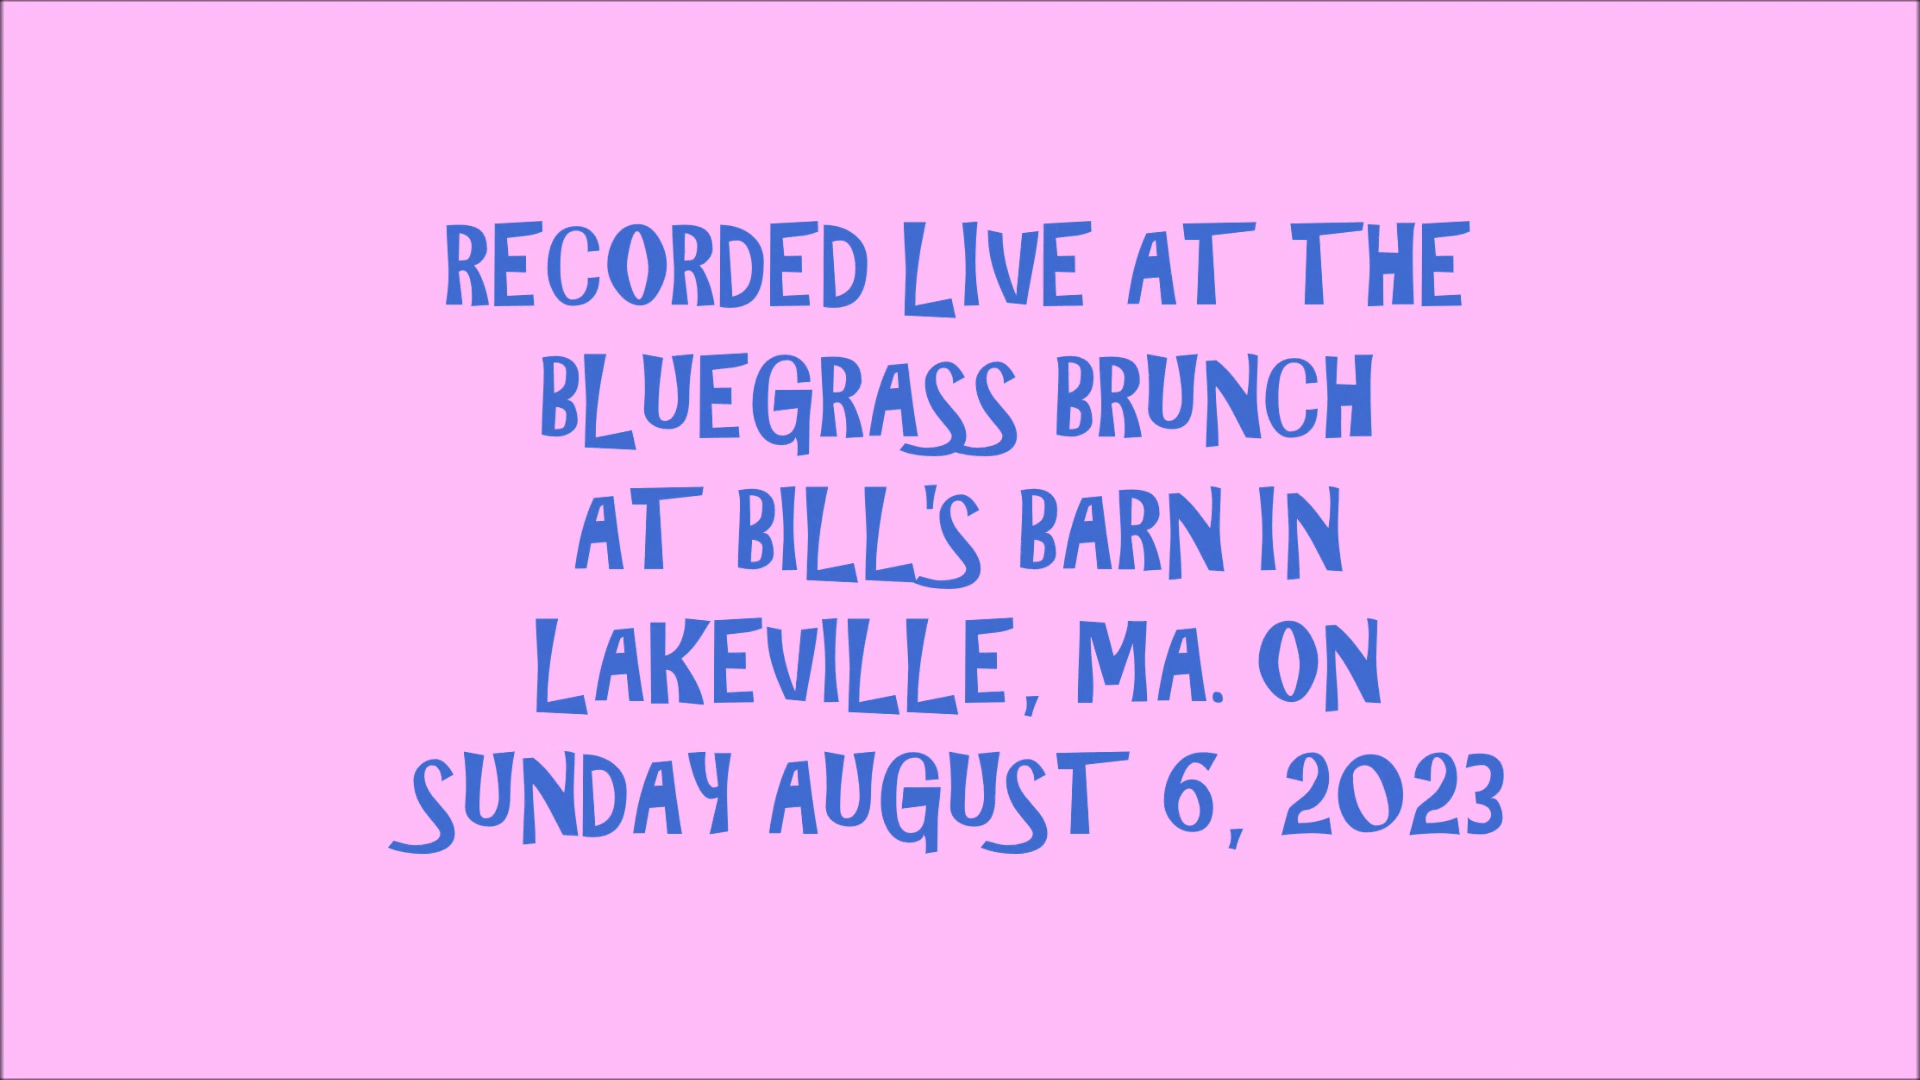 RECORDED LIVE AT THE
BLUEGRASS BRUNCH
AT BILL'S BARN IN
LAKEVILLE, MA. ON
SUNDAY AUGUST 6, 2023